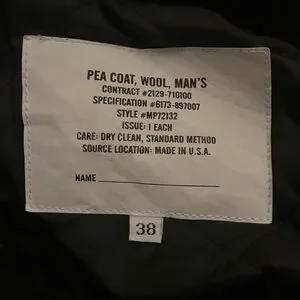 PEA COAT, WOOL, MAN'S
CONTRACT #2129-710100
SPECIFICATION #6173-897007
STYLE #MP72132
ISSUE: 1 EACH
CARE: DRY CLEAN, STANDARD METHOD
SOURCE LOCATION: MADE IN U.S.A.
NAME
38